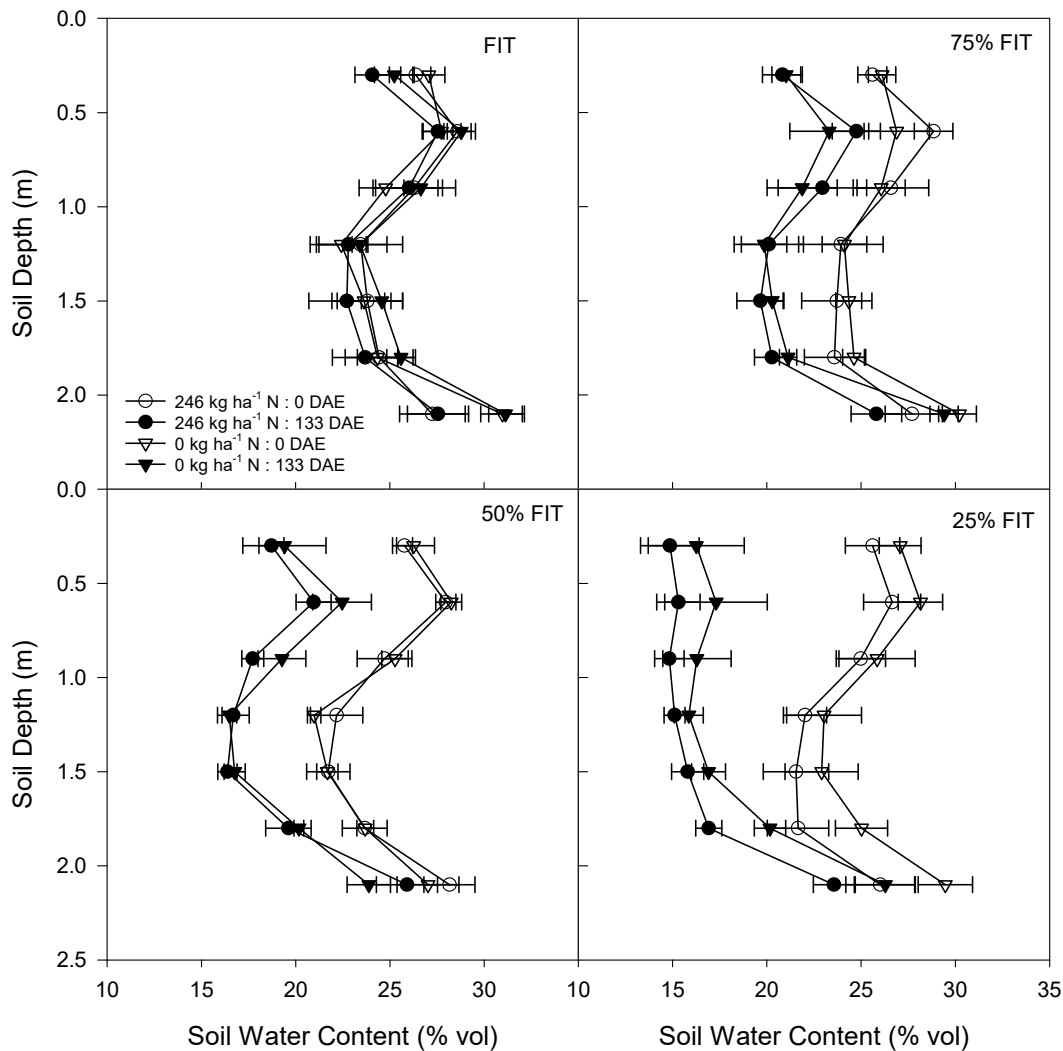 0.0
FIT
75% FIT
0.5
1.0
Soil Depth (m)
1.5
2.0
246 kg ha⁻¹ N : 0 DAE
246 kg ha⁻¹ N : 133 DAE
0 kg ha⁻¹ N : 0 DAE
0 kg ha⁻¹ N : 133 DAE
0.0
50% FIT
25% FIT
0.5
1.0
Soil Depth (m)
1.5
2.0
2.5
10 15 20 25 30 10 15 20 25 30 35
Soil Water Content (% vol) Soil Water Content (% vol)